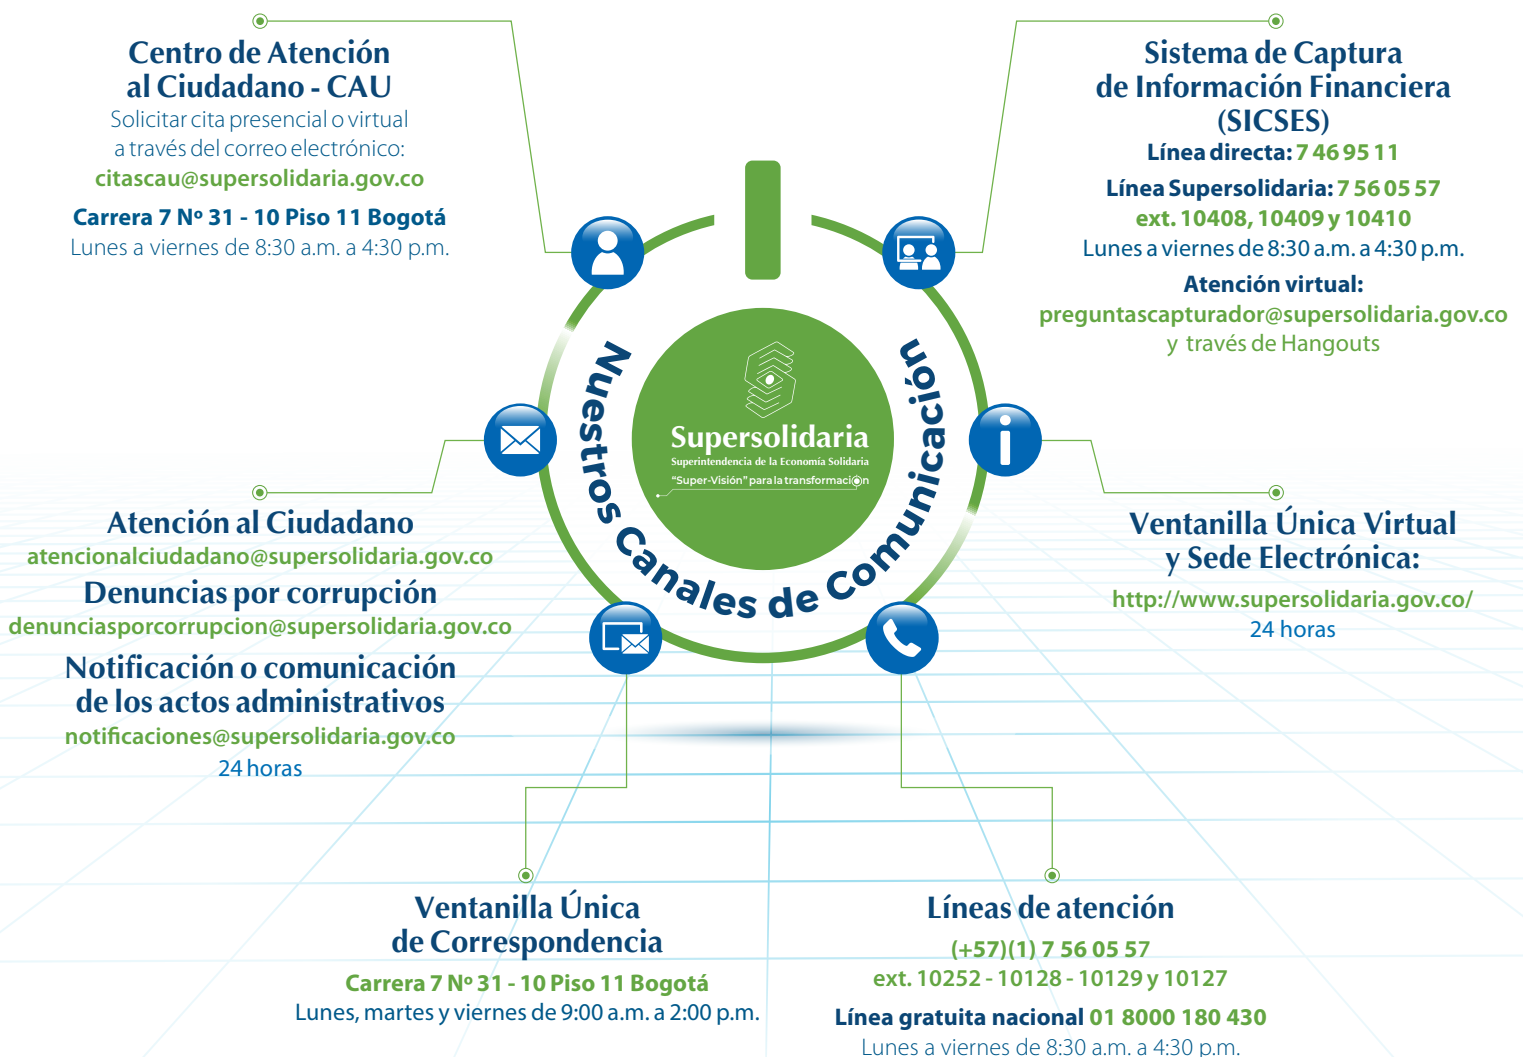 Centro de Atención
al Ciudadano - CAU
Solicitar cita presencial o virtual
a través del correo electrónico:
citascau@supersolidaria.gov.co
Carrera 7 Nº 31 - 10 Piso 11 Bogotá
Lunes a viernes de 8:30 a.m. a 4:30 p.m.
Sistema de Captura
de Información Financiera
(SICSES)
Línea directa: 7 46 95 11
Línea Supersolidaria: 7 56 05 57
ext. 10408, 10409 y 10410
Lunes a viernes de 8:30 a.m. a 4:30 p.m.
Atención virtual:
preguntascapturador@supersolidaria.gov.co
y través de Hangouts
Nuestros Canales de Comunicación
Supersolidaria
Superintendencia de la Economía Solidaria
"Super-Visión" para la transformación
Atención al Ciudadano
atencionalciudadano@supersolidaria.gov.co
Denuncias por corrupción
denunciasporcorrupcion@supersolidaria.gov.co
Notificación o comunicación
de los actos administrativos
notificaciones@supersolidaria.gov.co
24 horas
Ventanilla Única Virtual
y Sede Electrónica:
http://www.supersolidaria.gov.co/
24 horas
Ventanilla Única
de Correspondencia
Carrera 7 Nº 31 - 10 Piso 11 Bogotá
Lunes, martes y viernes de 9:00 a.m. a 2:00 p.m.
Líneas de atención
(+57)(1) 7 56 05 57
ext. 10252 - 10128 - 10129 y 10127
Línea gratuita nacional 01 8000 180 430
Lunes a viernes de 8:30 a.m. a 4:30 p.m.